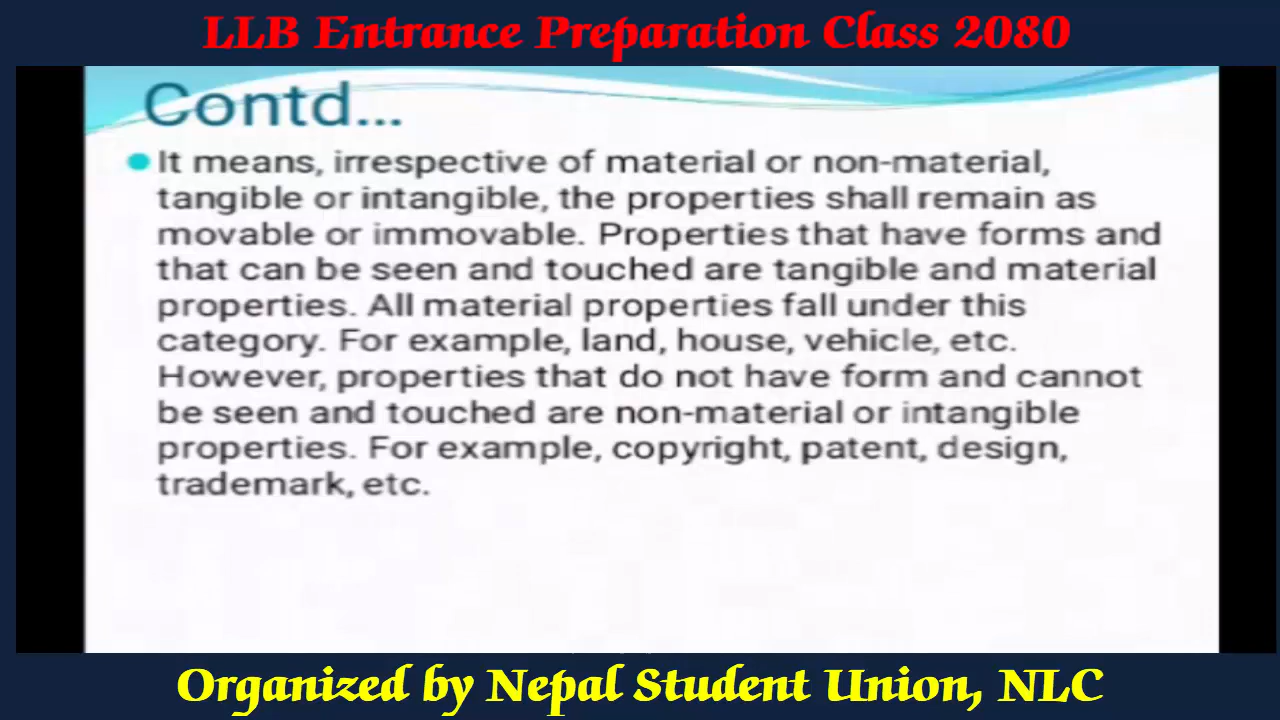 LLB Entrance Preparation Class 2080
Contd...
It means, irrespective of material or non-material,
tangible or intangible, the properties shall remain as
movable or immovable. Properties that have forms and
that can be seen and touched are tangible and material
properties. All material properties fall under this
category. For example, land, house, vehicle, etc.
However, properties that do not have form and cannot
be seen and touched are non-material or intangible
properties. For example, copyright, patent, design,
trademark, etc.
Organized by Nepal Student Union, NLC